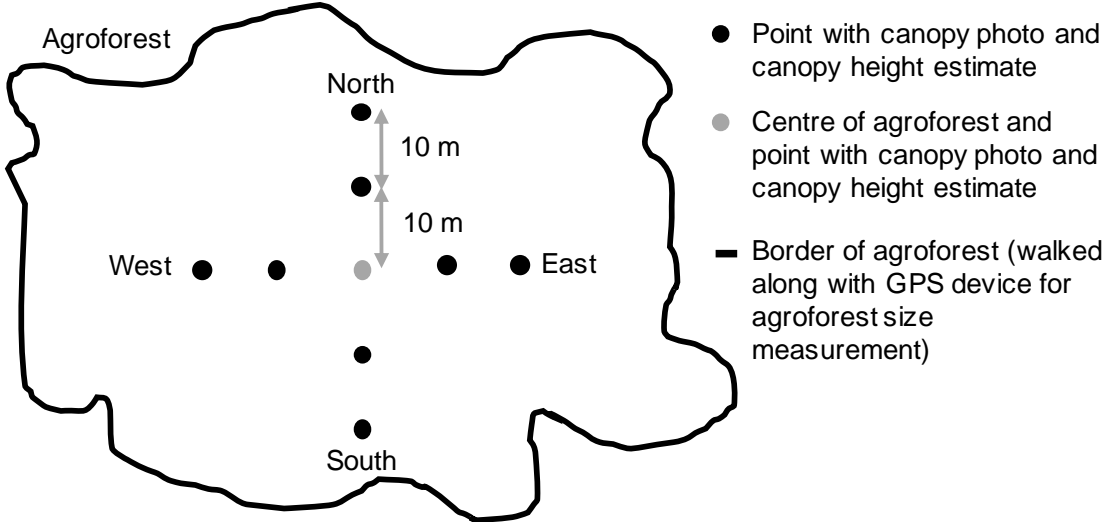 Agroforest
North
10 m
10 m
West
East
South
Point with canopy photo and
canopy height estimate
Centre of agroforest and
point with canopy photo and
canopy height estimate
Border of agroforest (walked
along with GPS device for
agroforest size
measurement)